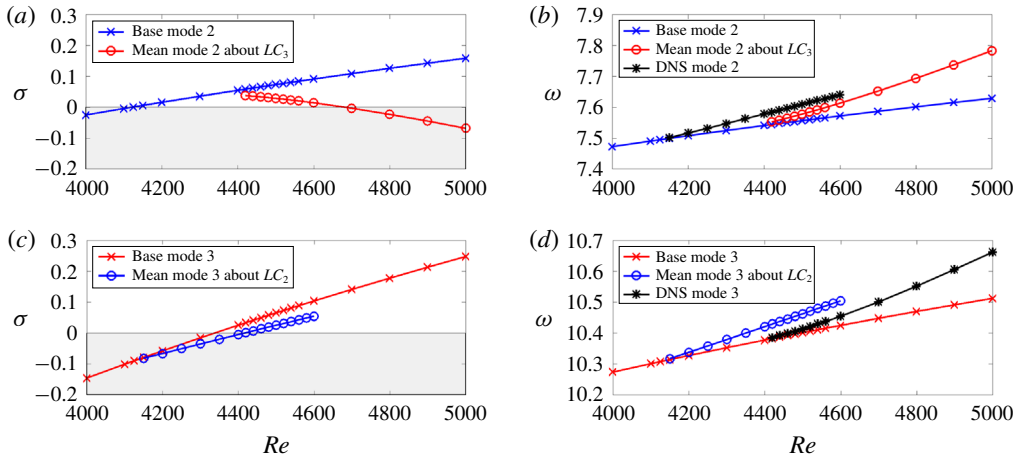 (a)
0.3
0.2
0.1
0
−0.1
−0.2
σ
Base mode 2
Mean mode 2 about LC3
4000 4200 4400 4600 4800 5000
(b)
7.9
7.8
7.7
7.6
7.5
7.4
ω
Base mode 2
Mean mode 2 about LC3
DNS mode 2
4000 4200 4400 4600 4800 5000
(c)
0.3
0.2
0.1
0
−0.1
−0.2
σ
Base mode 3
Mean mode 3 about LC2
4000 4200 4400 4600 4800 5000
Re
(d)
10.7
10.6
10.5
10.4
10.3
10.2
ω
Base mode 3
Mean mode 3 about LC2
DNS mode 3
4000 4200 4400 4600 4800 5000
Re